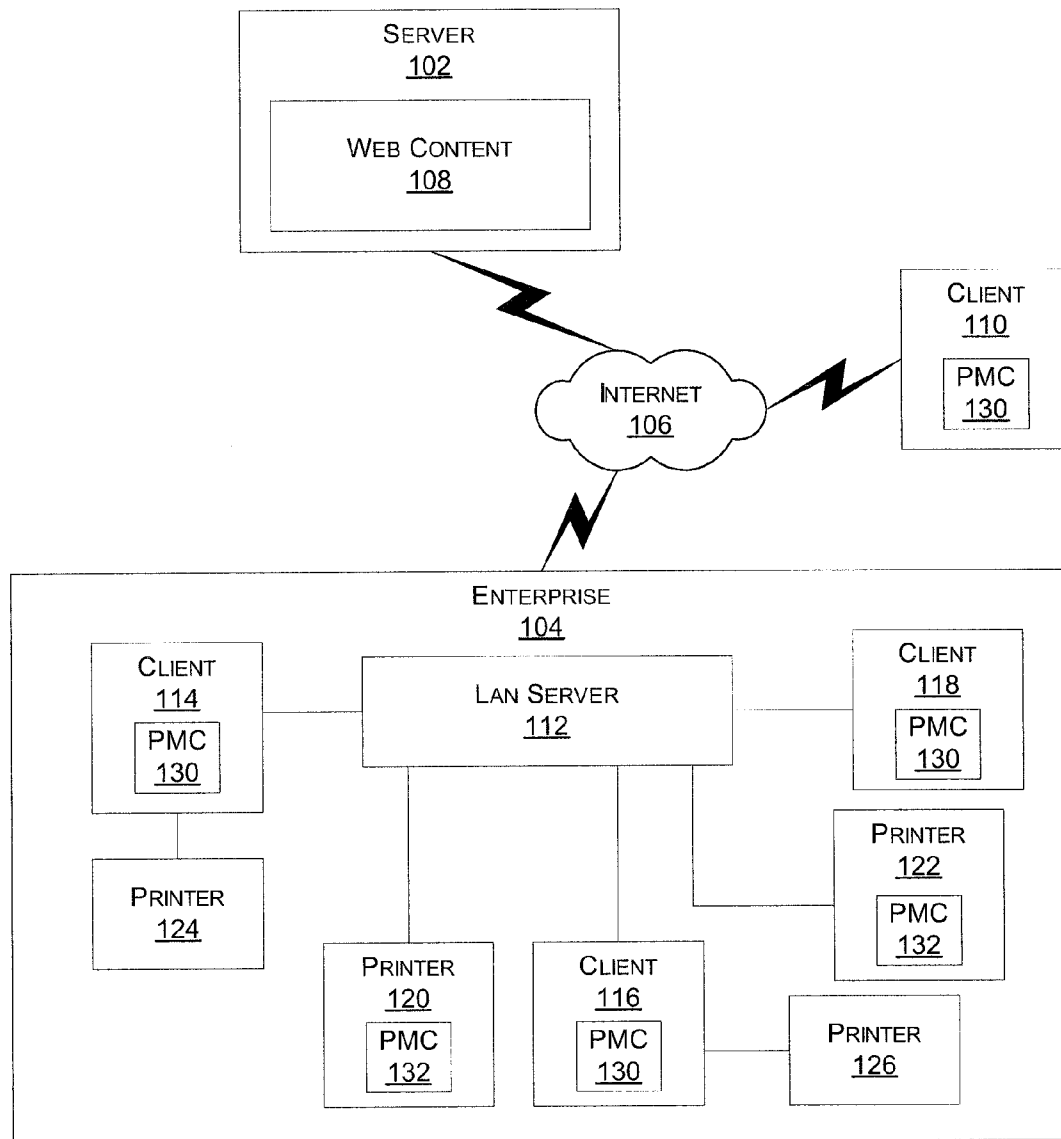 SERVER
102
WEB CONTENT
108
CLIENT
110
PMC
130
INTERNET
106
ENTERPRISE
104
CLIENT
114
PMC
130
LAN SERVER
112
CLIENT
118
PMC
130
PRINTER
124
PRINTER
122
PMC
132
PRINTER
120
PMC
132
CLIENT
116
PMC
130
PRINTER
126